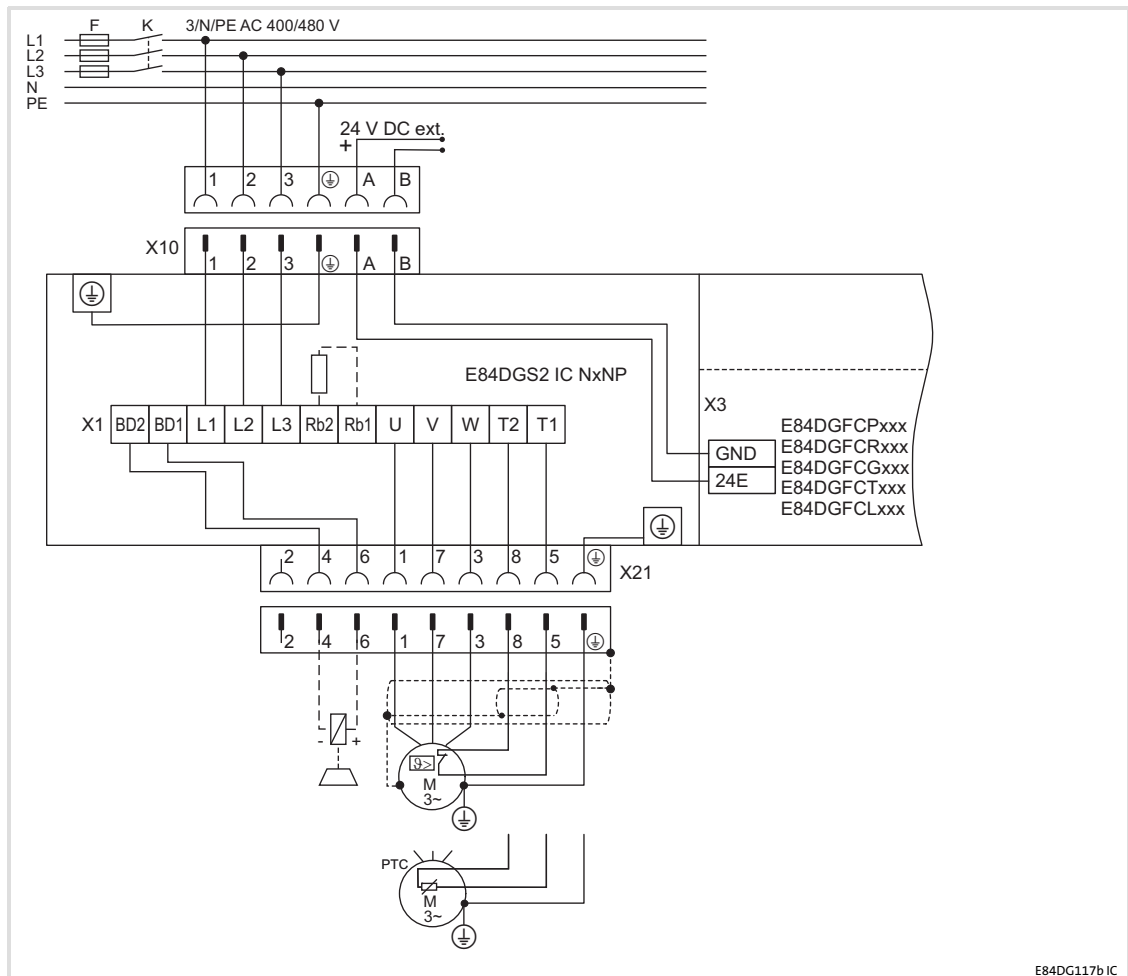 F K 3/N/PE AC 400/480 V
L1
L2
L3
N
PE
24 V DC ext.
+
1 2 3 A B
X10
1 2 3 A B
E84DGS2 IC NxNP
X1 BD2 BD1 L1 L2 L3 Rb2 Rb1 U V W T2 T1
X3
GND
24E
E84DGFCPxxx
E84DGFCRxxx
E84DGFCGxxx
E84DGFCTxxx
E84DGFCLxxx
2 4 6 1 7 3 8 5
X21
2 4 6 1 7 3 8 5
- +
ϑ>
M
3~
PTC
M
3~
E84DG117b IC